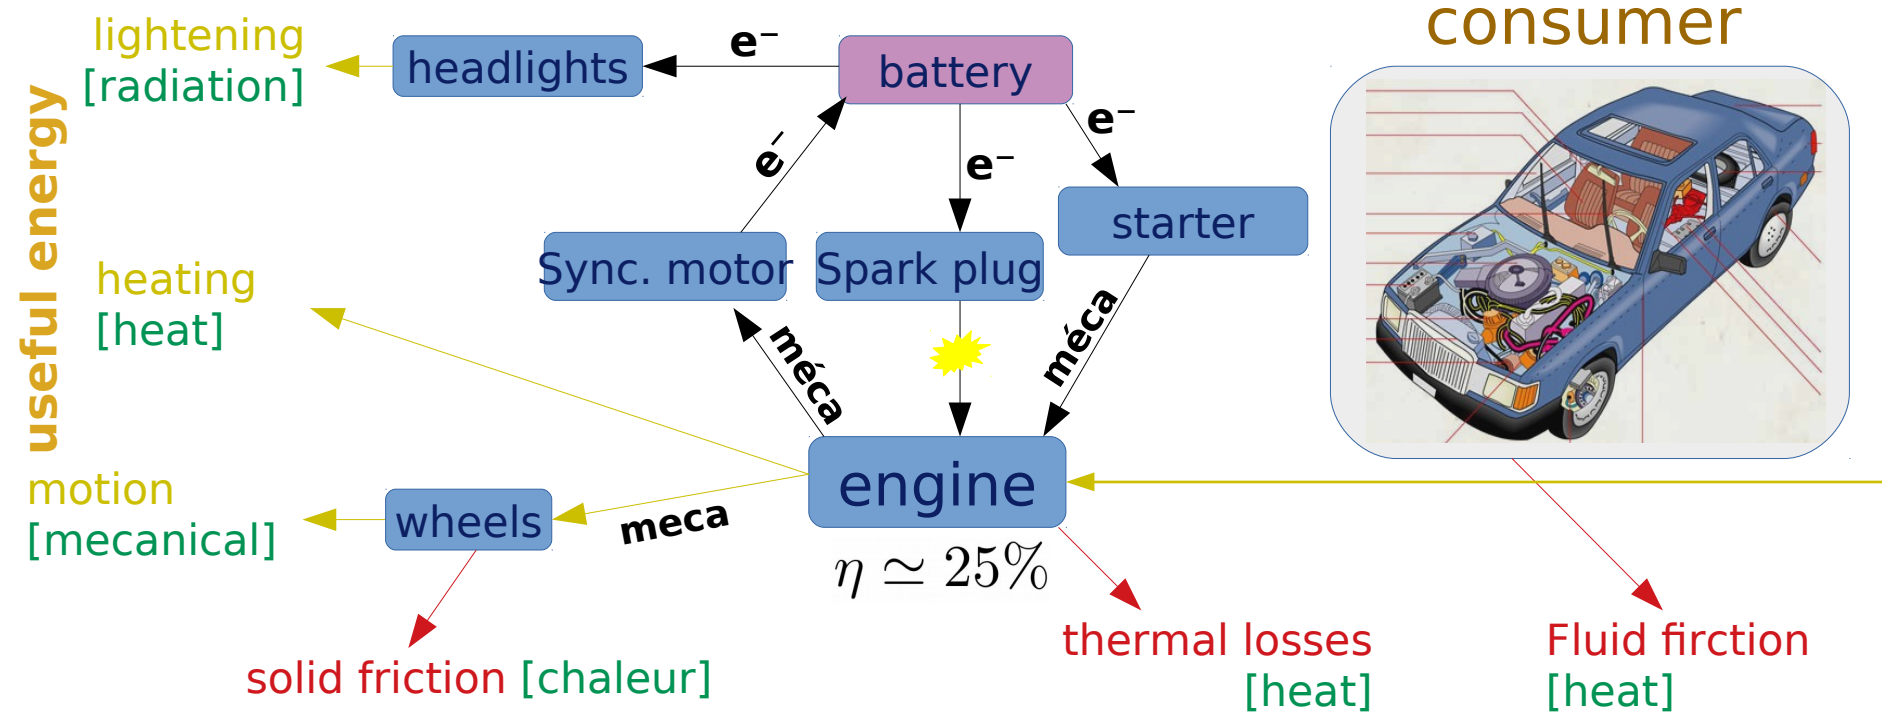 consumer
lightening
[radiation]
headlights
e⁻
battery
e⁻
e⁻
e⁻
starter
Sync. motor
Spark plug
useful energy
heating
[heat]
méca
méca
motion
[mecanical]
wheels
meca
engine
η ≃ 25%
solid friction [chaleur]
thermal losses
[heat]
Fluid firction
[heat]